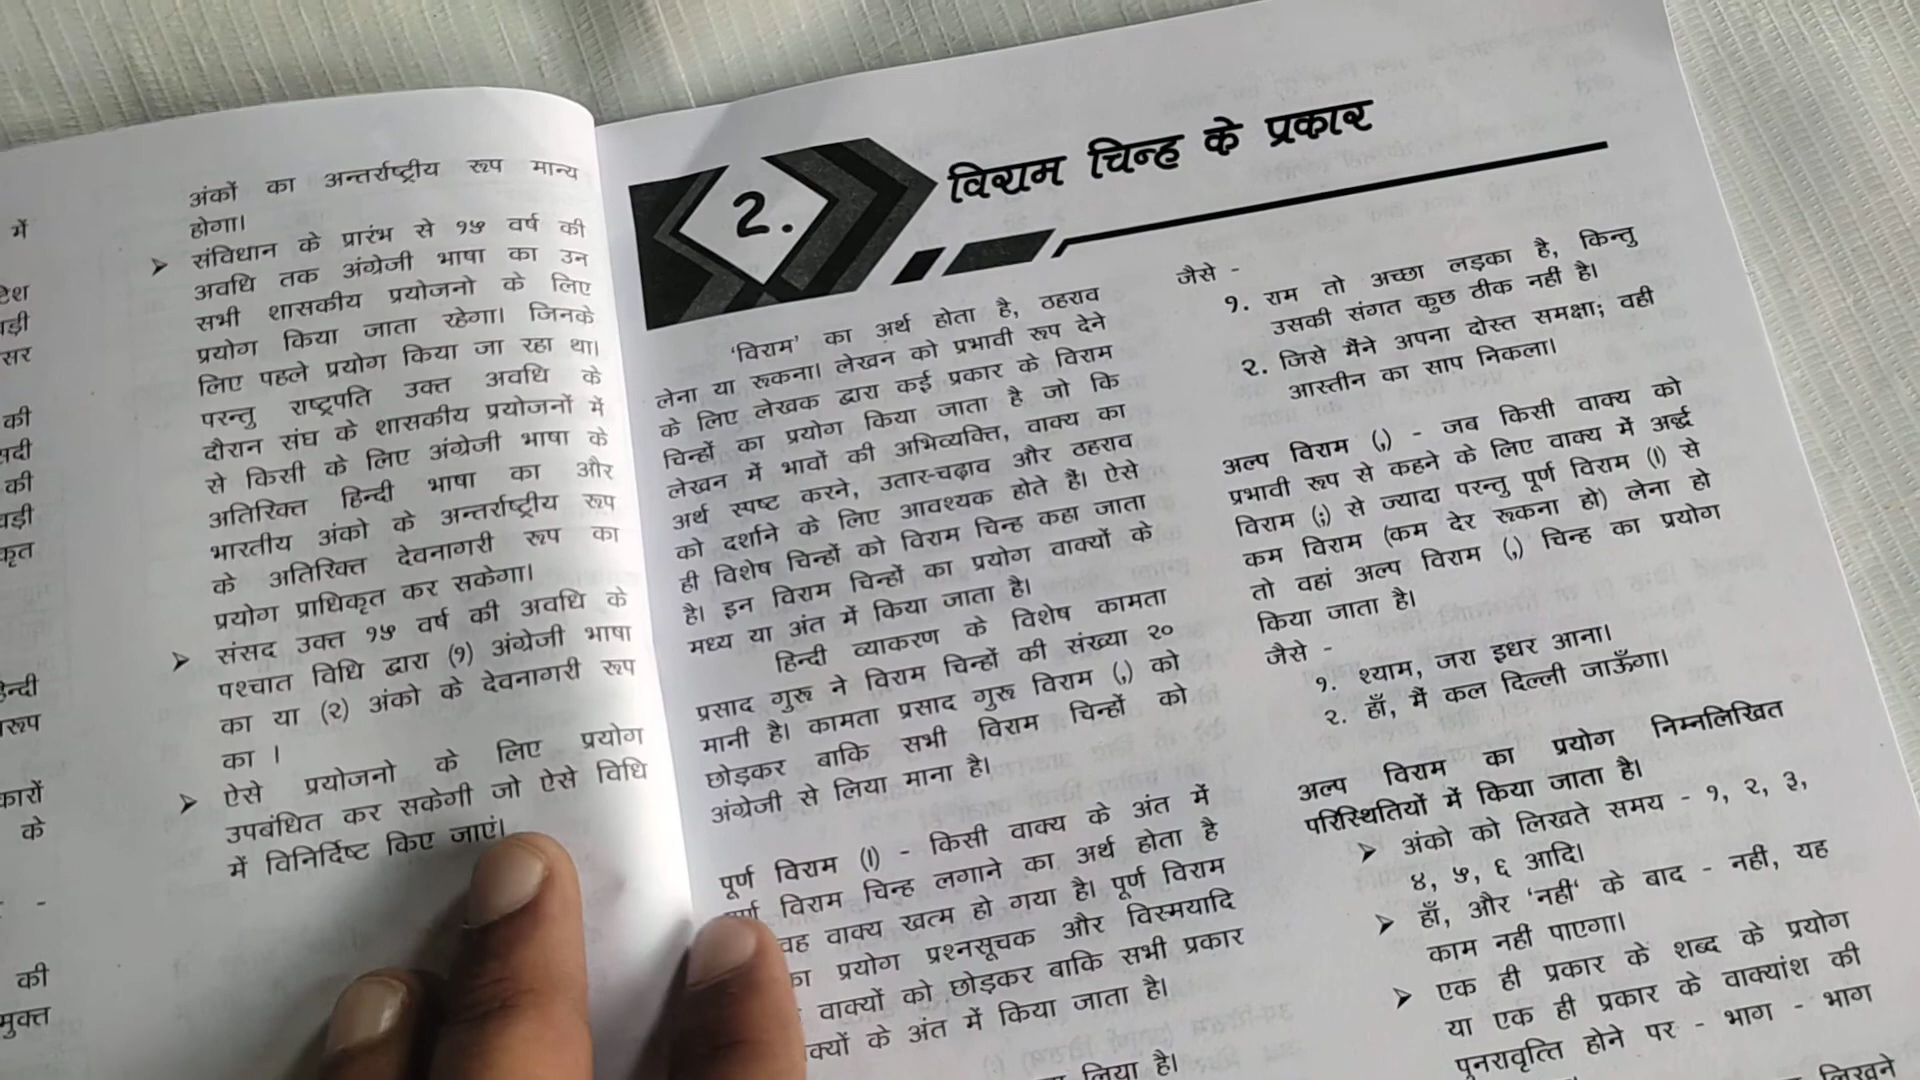 में
की
की
कृत
के
की
अंकों का अन्तर्राष्ट्रीय रूप मान्य
होगा।
➤ संविधान के प्रारंभ से १५ वर्ष की
अवधि तक अंग्रेजी भाषा का उन
सभी शासकीय प्रयोजनो के लिए
प्रयोग किया जाता रहेगा। जिनके
लिए पहले प्रयोग किया जा रहा था।
परन्तु राष्ट्रपति उक्त अवधि के
दौरान संघ के शासकीय प्रयोजनों में
से किसी के लिए अंग्रेजी भाषा के
अतिरिक्त हिन्दी भाषा का और
भारतीय अंको के अन्तर्राष्ट्रीय रूप
के अतिरिक्त देवनागरी रूप का
प्रयोग प्राधिकृत कर सकेगा।
➤ संसद उक्त १५ वर्ष की अवधि के
पश्चात विधि द्वारा (१) अंग्रेजी भाषा
का या (२) अंको के देवनागरी रूप
का ।
➤ ऐसे प्रयोजनो के लिए प्रयोग
उपबंधित कर सकेगी जो ऐसे विधि
में विनिर्दिष्ट किए जाएं।
2. विराम चिन्ह के प्रकार
‘विराम’ का अर्थ होता है, ठहराव
लेना या रूकना। लेखन को प्रभावी रूप देने
के लिए लेखक द्वारा कई प्रकार के विराम
चिन्हों का प्रयोग किया जाता है जो कि
लेखन में भावों की अभिव्यक्ति, वाक्य का
अर्थ स्पष्ट करने, उतार-चढ़ाव और ठहराव
को दर्शाने के लिए आवश्यक होते है। ऐसे
ही विशेष चिन्हों को विराम चिन्ह कहा जाता
है। इन विराम चिन्हों का प्रयोग वाक्यों के
मध्य या अंत में किया जाता है।
हिन्दी व्याकरण के विशेष कामता
प्रसाद गुरू ने विराम चिन्हों की संख्या २०
मानी है। कामता प्रसाद गुरू विराम (,) को
छोड़कर बाकि सभी विराम चिन्हों को
अंग्रेजी से लिया माना है।
पूर्ण विराम (।) - किसी वाक्य के अंत में
विराम चिन्ह लगाने का अर्थ होता है
वह वाक्य खत्म हो गया है। पूर्ण विराम
का प्रयोग प्रश्नसूचक और विस्मयादि
वाक्यों को छोड़कर बाकि सभी प्रकार
के अंत में किया जाता है।
लिया है।
जैसे -
१. राम तो अच्छा लड़का है, किन्तु
उसकी संगत कुछ ठीक नहीं है।
२. जिसे मैंने अपना दोस्त समक्षा; वही
आस्तीन का साप निकला।
अल्प विराम (,) - जब किसी वाक्य को
प्रभावी रूप से कहने के लिए वाक्य में अर्द्ध
विराम (;) से ज्यादा परन्तु पूर्ण विराम (।) से
कम विराम (कम देर रूकना हो) लेना हो
तो वहां अल्प विराम (,) चिन्ह का प्रयोग
किया जाता है।
जैसे -
१. श्याम, जरा इधर आना।
२. हाँ, मैं कल दिल्ली जाऊँगा।
अल्प विराम का प्रयोग निम्नलिखित
परिस्थितियों में किया जाता है।
➤ अंको को लिखते समय - १, २, ३,
४, ५, ६ आदि।
➤ हाँ, और ‘नही‘ के बाद - नही, यह
काम नही पाएगा।
➤ एक ही प्रकार के शब्द के प्रयोग
या एक ही प्रकार के वाक्यांश की
पुनरावृत्ति होने पर - भाग - भाग
लिखने